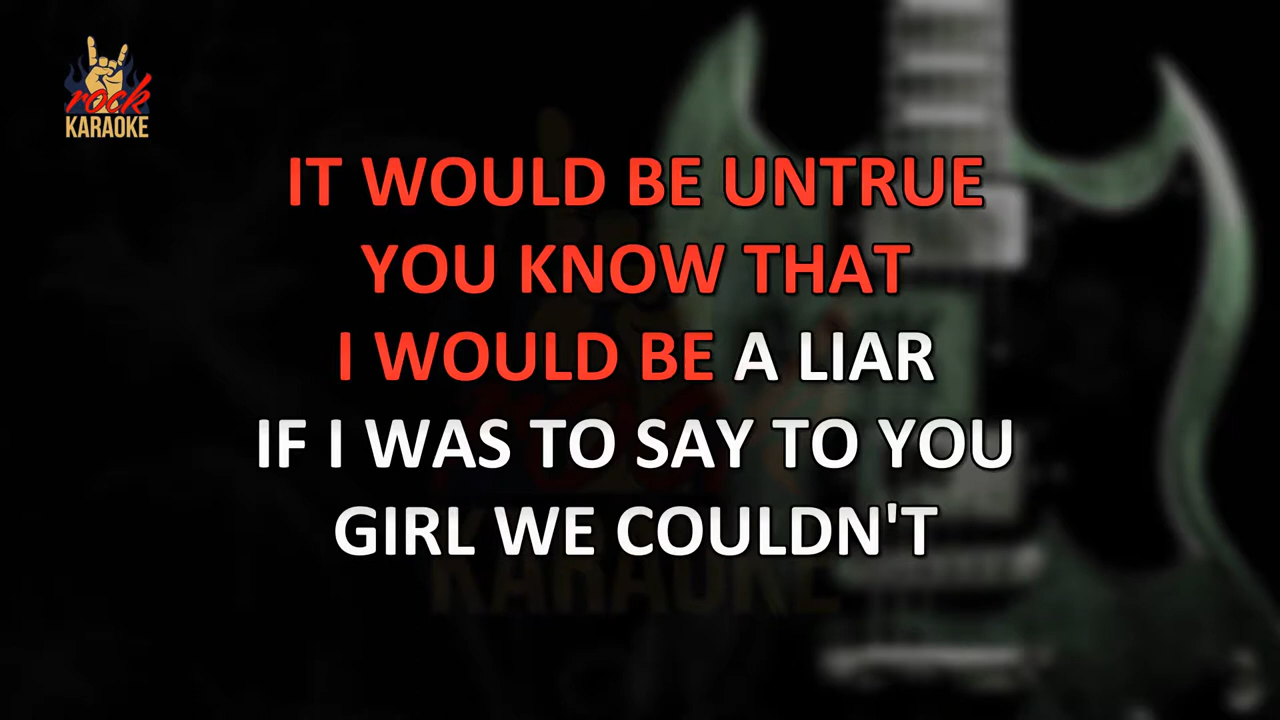 rock
KARAOKE
IT WOULD BE UNTRUE
YOU KNOW THAT
I WOULD BE A LIAR
IF I WAS TO SAY TO YOU
GIRL WE COULDN'T
KARAOKE